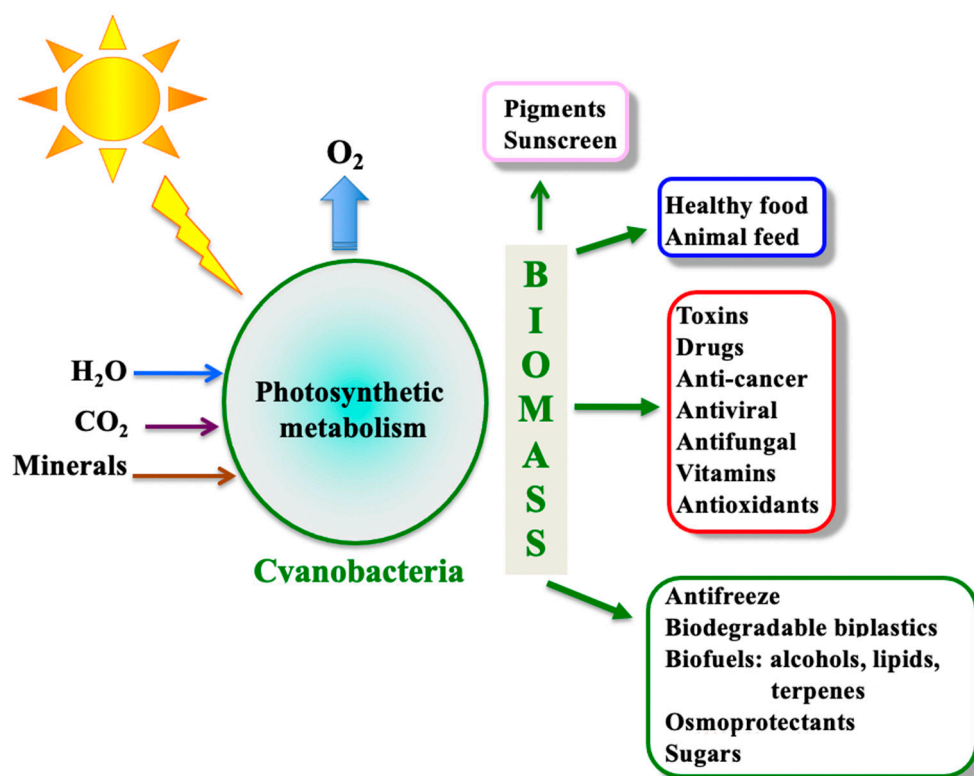 O₂
H₂O
CO₂
Minerals
Photosynthetic
metabolism
Cyanobacteria
BIOMASS
Pigments
Sunscreen
Healthy food
Animal feed
Toxins
Drugs
Anti-cancer
Antiviral
Antifungal
Vitamins
Antioxidants
Antifreeze
Biodegradable biplastics
Biofuels: alcohols, lipids,
terpenes
Osmoprotectants
Sugars